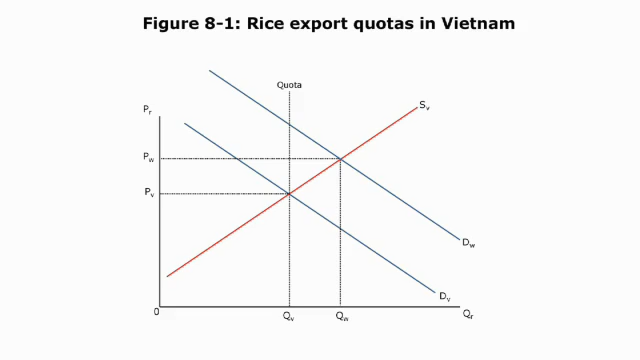 Figure 8-1: Rice export quotas in Vietnam
Quota
Pr
Sv
Pw
Pv
Dw
Dv
0
Qv
Qw
Qr